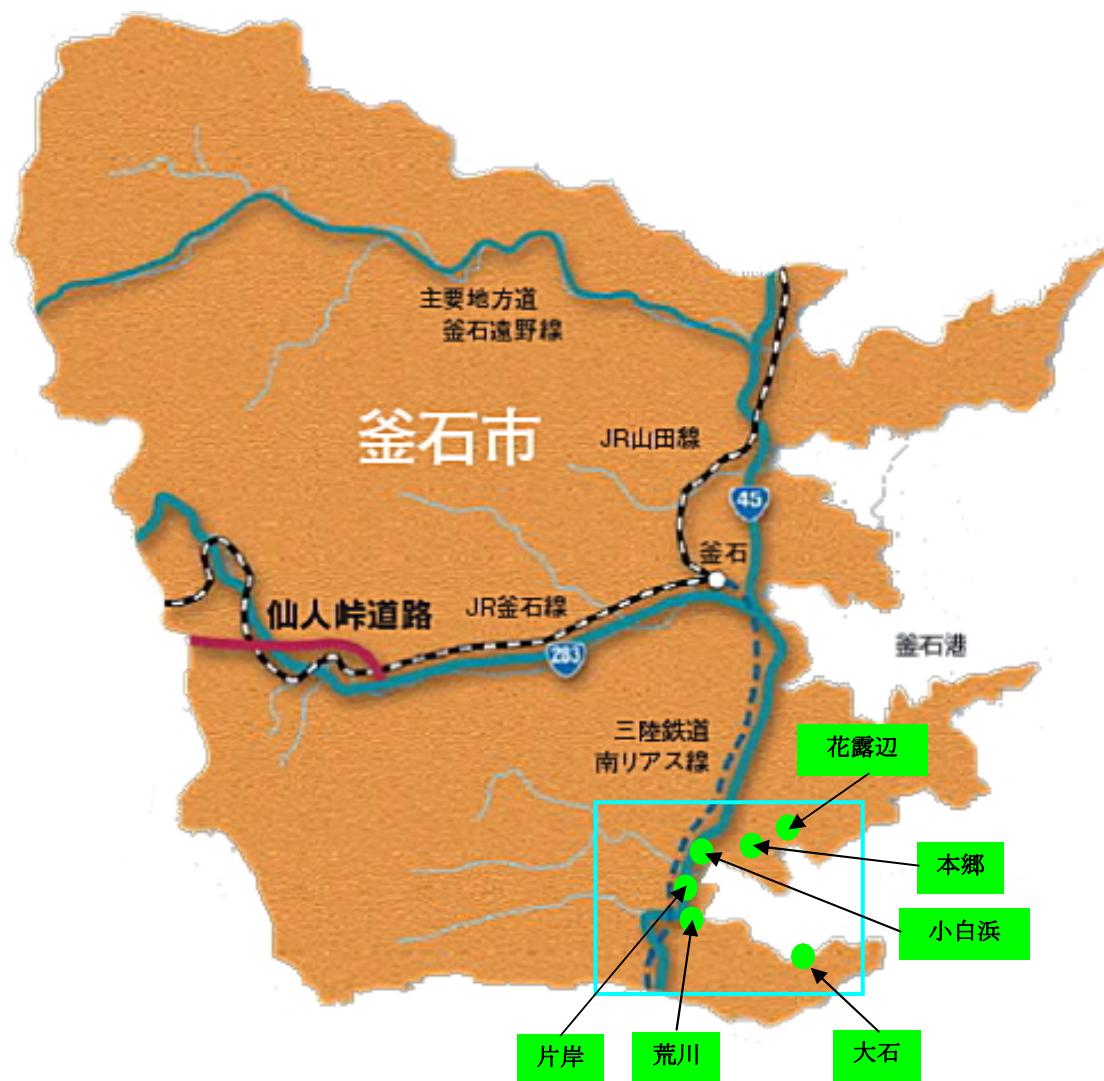 主要地方道
釜石遠野線
釜石市
JR山田線
45
釜石
仙人峠道路
JR釜石線
283
釜石港
三陸鉄道
南リアス線
花露辺
本郷
小白浜
片岸
荒川
大石